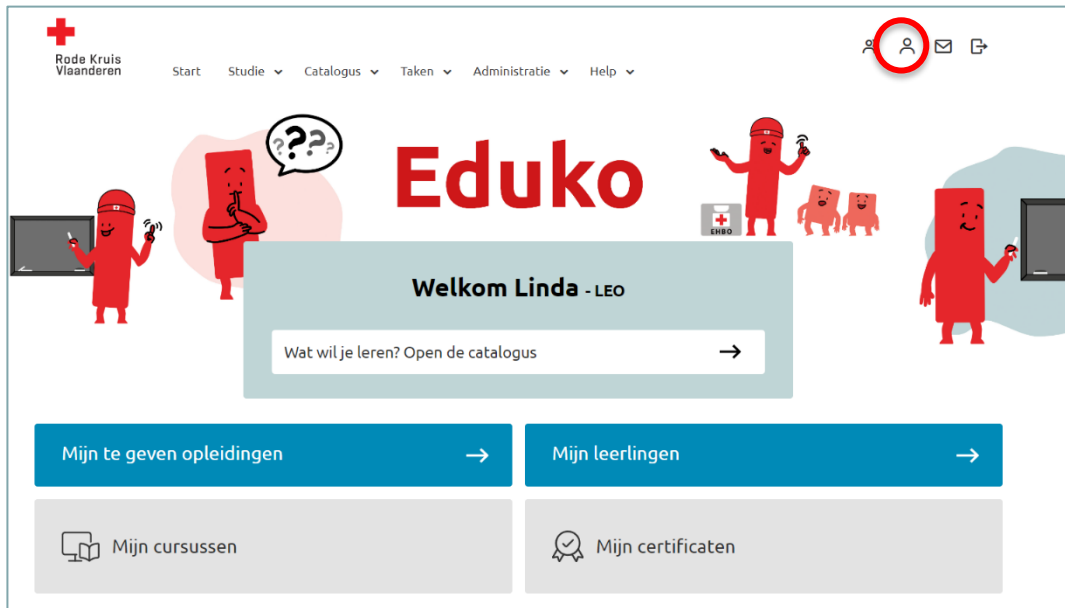 Rode Kruis
Vlaanderen
Start Studie Catalogus Taken Administratie Help
????
Eduko
EHBO
Welkom Linda - LEO
Wat wil je leren? Open de catalogus
Mijn te geven opleidingen
Mijn leerlingen
Mijn cursussen
Mijn certificaten